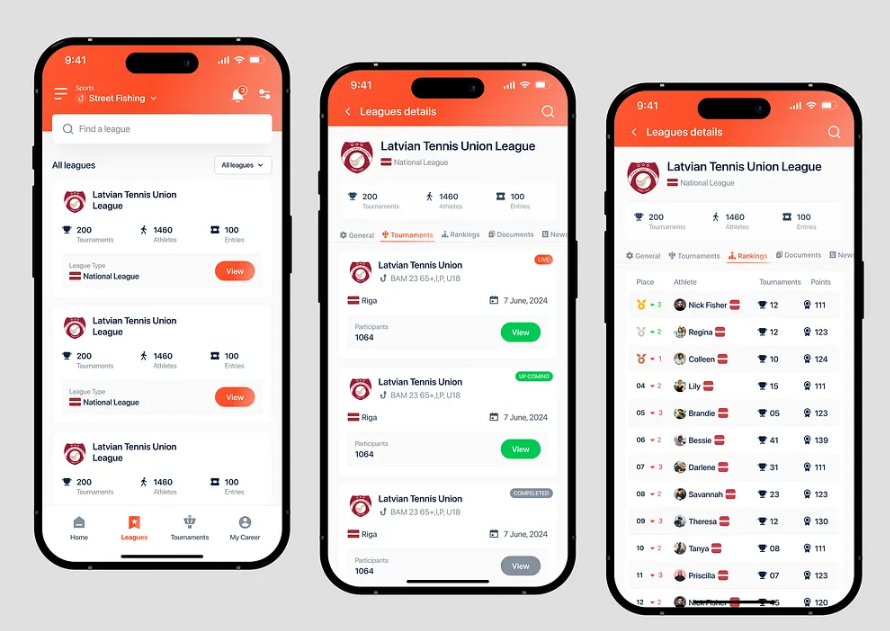 9:41
Sports
Street Fishing
2
Find a league
All leagues
All leagues
Latvian Tennis Union
League
200
Tournaments
1460
Athletes
100
Entries
League Type
National League
View
Latvian Tennis Union
League
200
Tournaments
1460
Athletes
100
Entries
League Type
National League
View
Latvian Tennis Union
League
200
Tournaments
1460
Athletes
100
Entries
Home
Leagues
Tournaments
My Career
9:41
Leagues details
Latvian Tennis Union League
National League
200
Tournaments
1460
Athletes
100
Entries
General Tournaments Rankings Documents News
Latvian Tennis Union
LIVE
BAM 23 65+,I,P, U18
Riga
7 June, 2024
Participants
1064
View
Latvian Tennis Union
UP COMING
BAM 23 65+,I,P, U18
Riga
7 June, 2024
Participants
1064
View
Latvian Tennis Union
COMPELETED
BAM 23 65+,I,P, U18
Riga
7 June, 2024
Participants
1064
View
9:41
Leagues details
Latvian Tennis Union League
National League
200
Tournaments
1460
Athletes
100
Entries
General Tournaments Rankings Documents News
Place Athlete Tournaments Points
3 Nick Fisher 12 111
2 Regina 12 123
1 Colleen 10 124
04 2 Lily 15 111
05 3 Brandie 05 123
06 2 Bessie 41 139
07 3 Darlene 31 111
08 2 Savannah 23 123
09 3 Theresa 12 130
10 2 Tanya 08 111
11 3 Priscilla 07 123
12 2 Nick Fisher 45 120